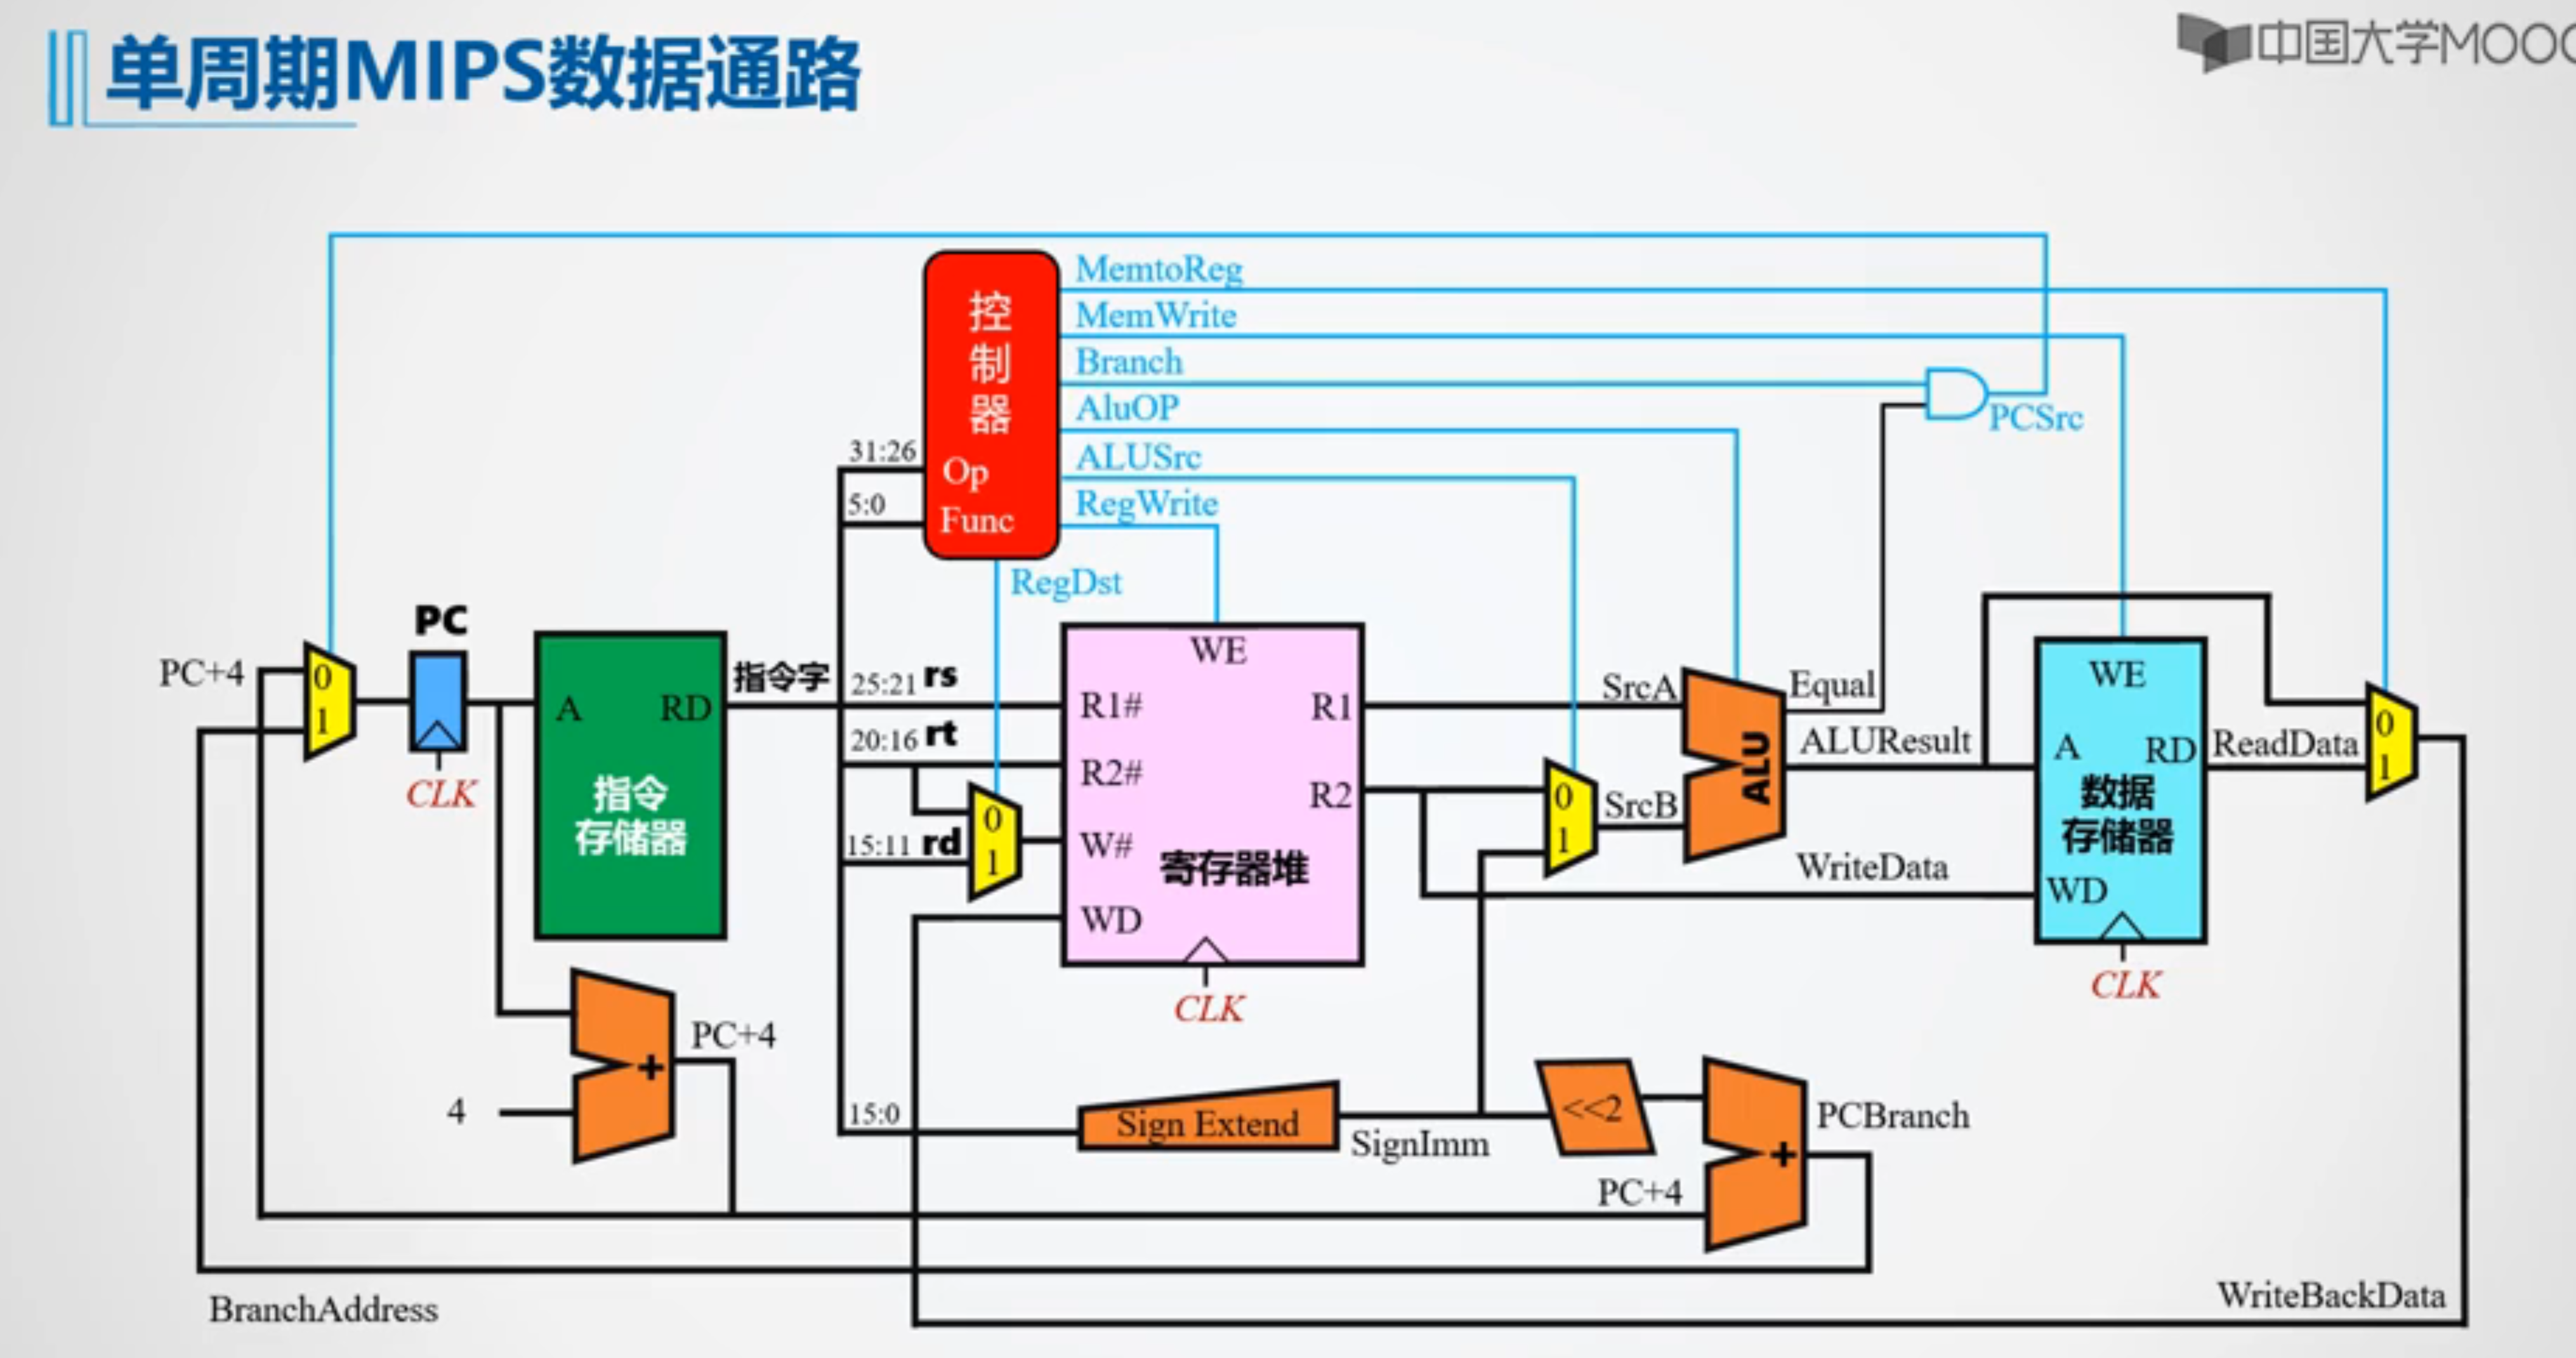 单周期MIPS数据通路
中国大学MOOC
控制器
Op
Func
MemtoReg
MemWrite
Branch
AluOP
ALUSrc
RegWrite
RegDst
PCSrc
31:26
5:0
PC+4
0
1
PC
CLK
A
RD
指令
存储器
指令字
25:21 rs
20:16 rt
15:11 rd
0
1
WE
R1#
R2#
W#
WD
R1
R2
寄存器堆
CLK
SrcA
0
1
SrcB
ALU
Equal
ALUResult
WriteData
WE
A
RD
数据
存储器
WD
CLK
ReadData
0
1
4
+
PC+4
15:0
Sign Extend
SignImm
<<2
PC+4
+
PCBranch
BranchAddress
WriteBackData